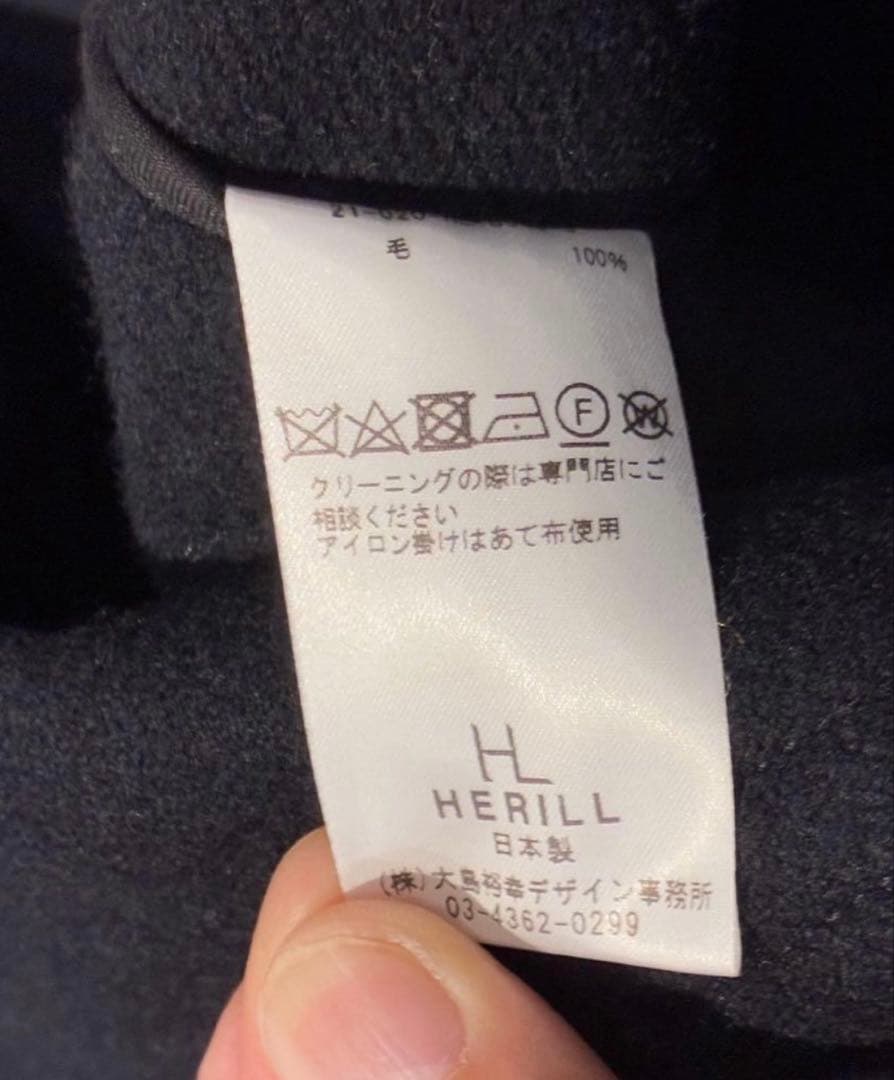 毛 100%
F W
クリーニングの際は専門店にご
相談ください
アイロン掛けはあて布使用
HL
HERILL
日本製
(株)大島裕幸デザイン事務所
03-4362-0299